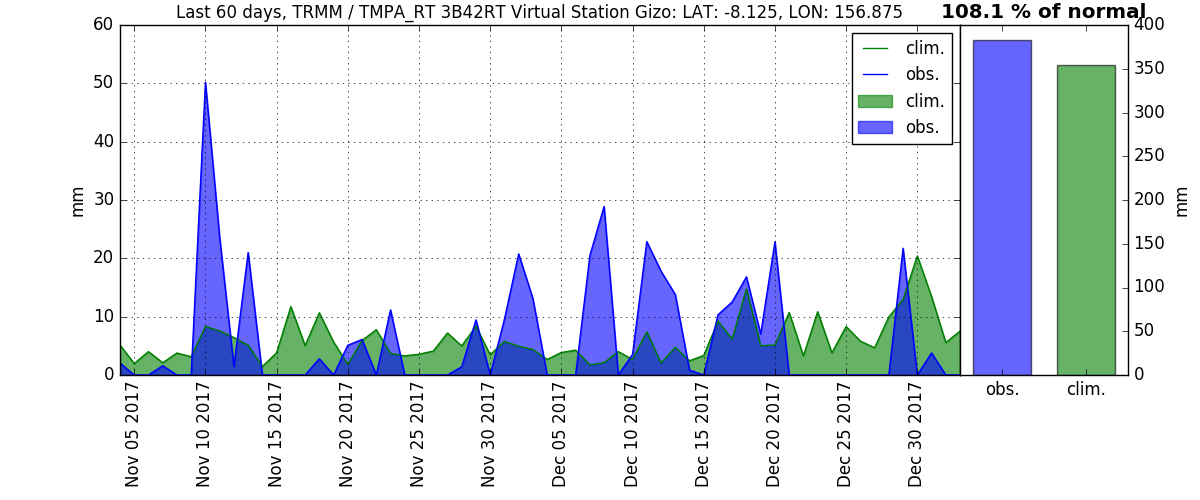 Last 60 days, TRMM / TMPA_RT 3B42RT Virtual Station Gizo: LAT: -8.125, LON: 156.875
108.1 % of normal
60
50
40
30
20
10
0
mm
clim.
obs.
clim.
obs.
Nov 05 2017
Nov 10 2017
Nov 15 2017
Nov 20 2017
Nov 25 2017
Nov 30 2017
Dec 05 2017
Dec 10 2017
Dec 15 2017
Dec 20 2017
Dec 25 2017
Dec 30 2017
400
350
300
250
200
150
100
50
0
mm
obs.
clim.